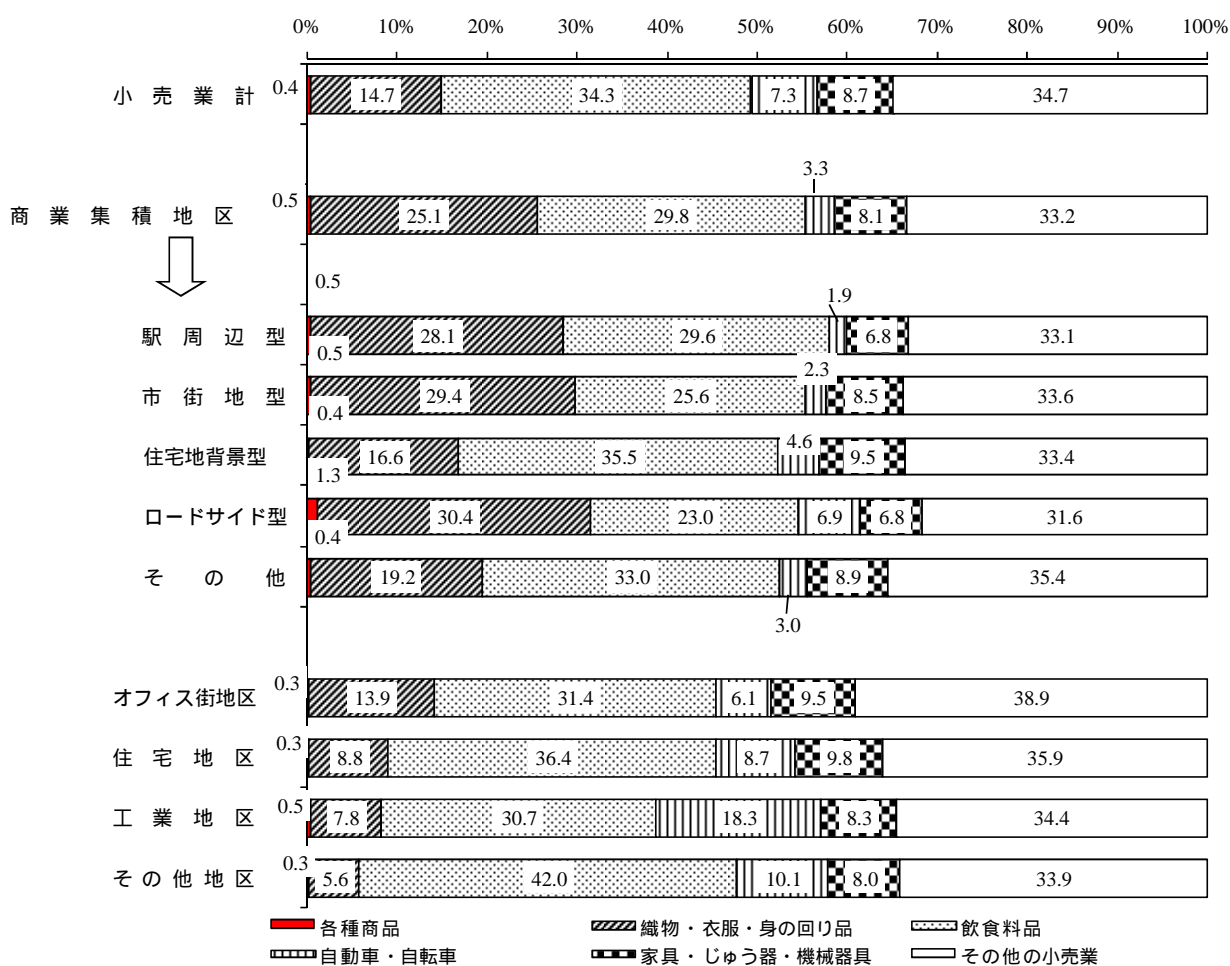 0% 10% 20% 30% 40% 50% 60% 70% 80% 90% 100%
小売業計 0.4 14.7 34.3 7.3 8.7 34.7
3.3
商業集積地区 0.5 25.1 29.8 8.1 33.2
0.5
1.9
駅周辺型 28.1 29.6 6.8 33.1
0.5
2.3
市街地型 29.4 25.6 8.5 33.6
0.4
住宅地背景型 16.6 35.5 4.6 9.5 33.4
1.3
ロードサイド型 30.4 23.0 6.9 6.8 31.6
0.4
その他 19.2 33.0 8.9 35.4
3.0
オフィス街地区 0.3 13.9 31.4 6.1 9.5 38.9
住宅地区 0.3 8.8 36.4 8.7 9.8 35.9
工業地区 0.5 7.8 30.7 18.3 8.3 34.4
その他地区 0.3 5.6 42.0 10.1 8.0 33.9
各種商品 織物・衣服・身の回り品 飲食料品
自動車・自転車 家具・じゅう器・機械器具 その他の小売業